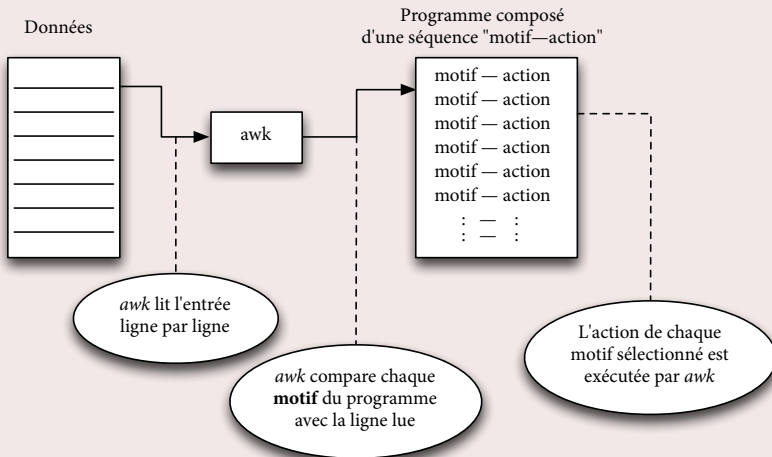 Données
Programme composé
d'une séquence "motif—action"
motif — action
motif — action
motif — action
motif — action
motif — action
motif — action
: — :
: — :
awk
awk lit l'entrée
ligne par ligne
awk compare chaque
motif du programme
avec la ligne lue
L'action de chaque
motif sélectionné est
exécutée par awk